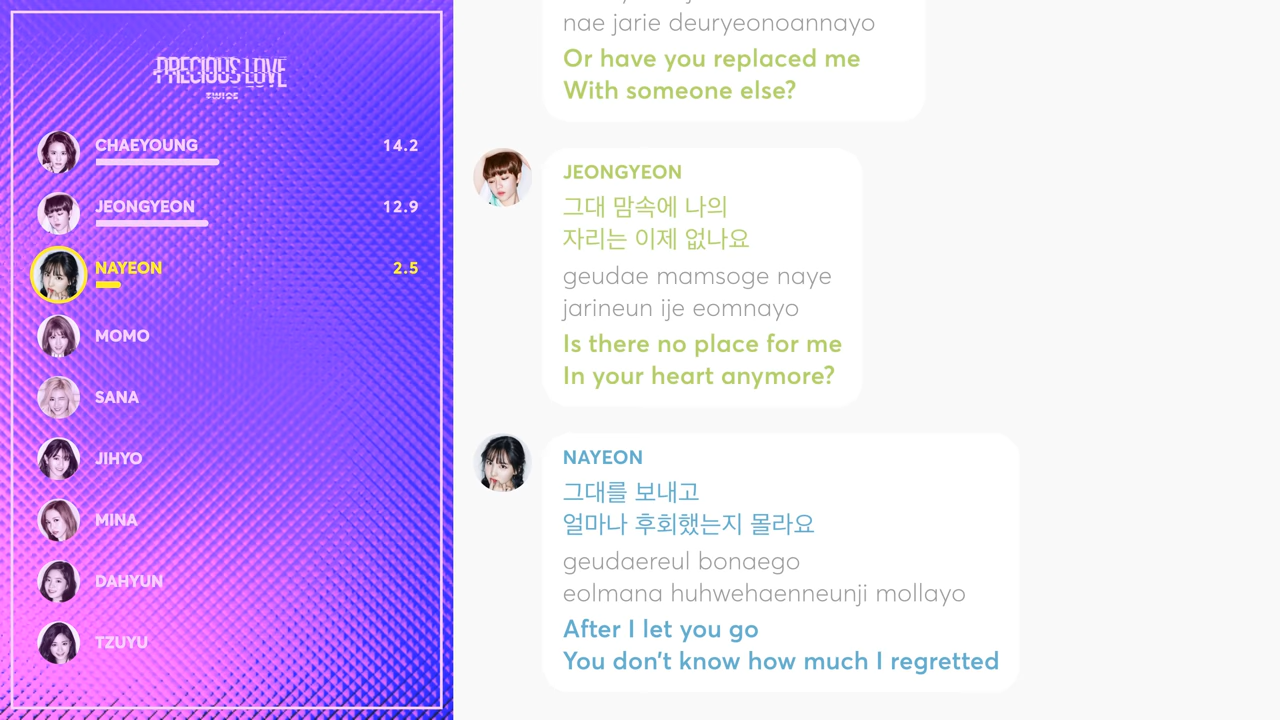 PRECIOUS LOVE
TWICE
CHAEYOUNG 14.2
JEONGYEON 12.9
NAYEON 2.5
MOMO
SANA
JIHYO
MINA
DAHYUN
TZUYU
nae jarie deuryeonoannayo
Or have you replaced me
With someone else?
JEONGYEON
그대 맘속에 나의
자리는 이제 없나요
geudae mamsoge naye
jarineun ije eomnayo
Is there no place for me
In your heart anymore?
NAYEON
그대를 보내고
얼마나 후회했는지 몰라요
geudaereul bonaego
eolmana huhwehaenneunji mollayo
After I let you go
You don't know how much I regretted